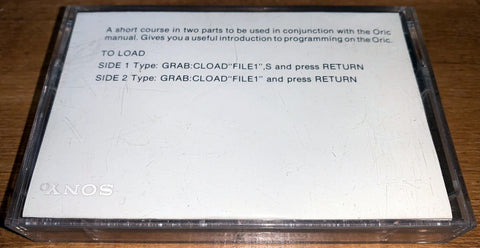 A short course in two parts to be used in conjunction with the Oric
manual. Gives you a useful introduction to programming on the Oric.
TO LOAD
SIDE 1 Type: GRAB:CLOAD"FILE1",S and press RETURN
SIDE 2 Type: GRAB:CLOAD"FILE1" and press RETURN
SONY